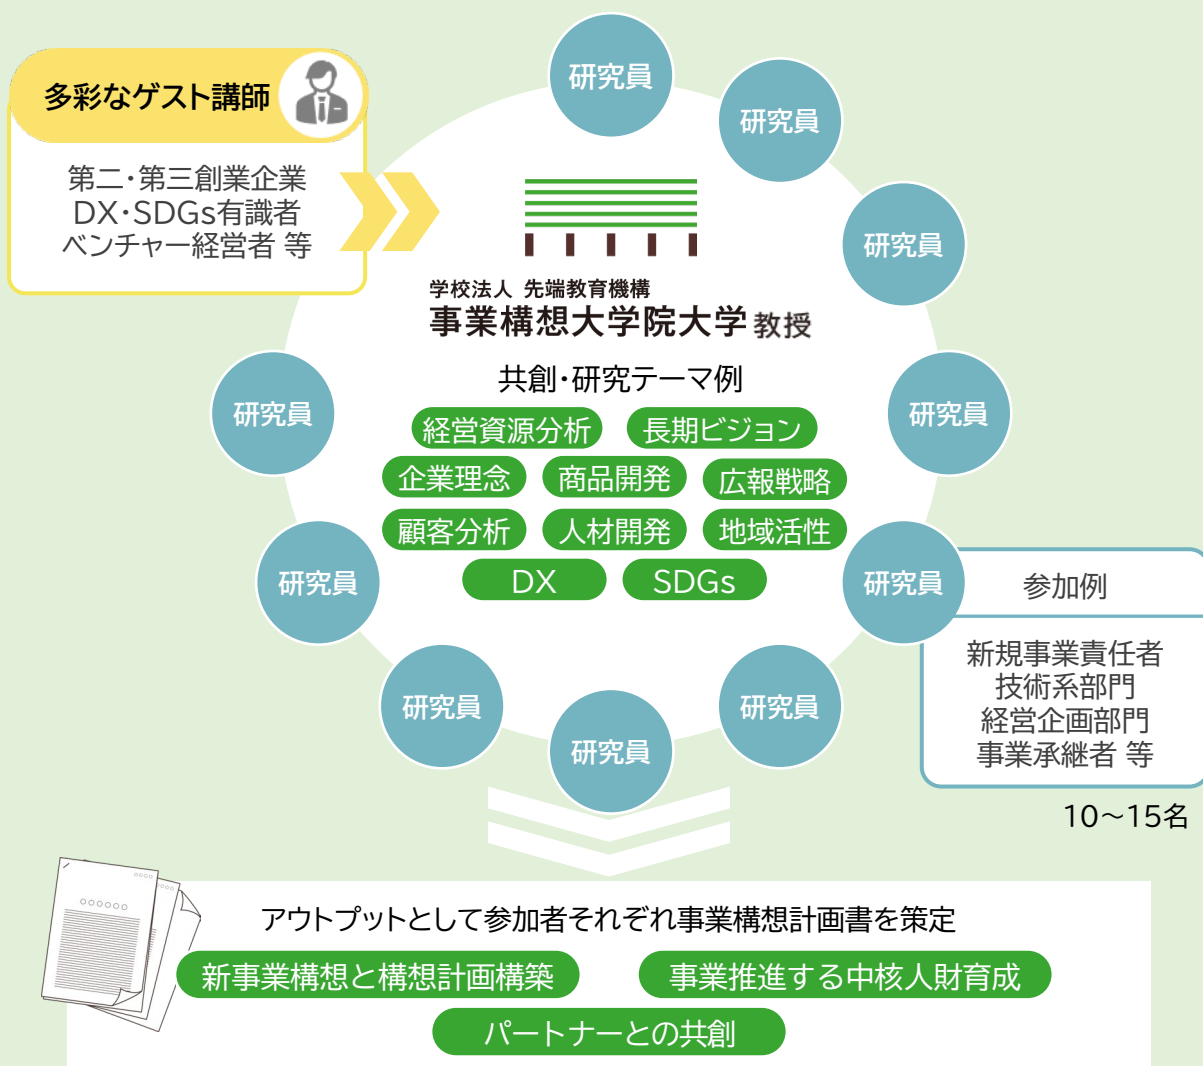 研究員
研究員
多彩なゲスト講師
第二・第三創業企業
DX・SDGs有識者
ベンチャー経営者 等
研究員
学校法人 先端教育機構
事業構想大学院大学 教授
共創・研究テーマ例
研究員
研究員
経営資源分析
長期ビジョン
企業理念
商品開発
広報戦略
顧客分析
人材開発
地域活性
DX
SDGs
研究員
研究員
参加例
新規事業責任者
技術系部門
経営企画部門
事業承継者 等
研究員
研究員
研究員
10～15名
○○○○
○○○○
○○○○○○
アウトプットとして参加者それぞれ事業構想計画書を策定
新事業構想と構想計画構築
事業推進する中核人財育成
パートナーとの共創